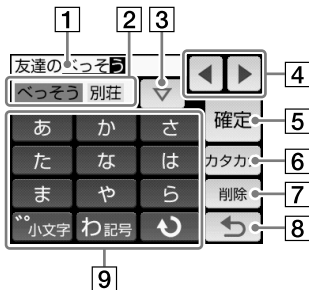 1 2 3
友達のべっそう
べっそう 別荘
4
あ か さ 確定 5
た な は カタカナ 6
ま や ら 削除 7
゛゜小文字 わ記号 8
9